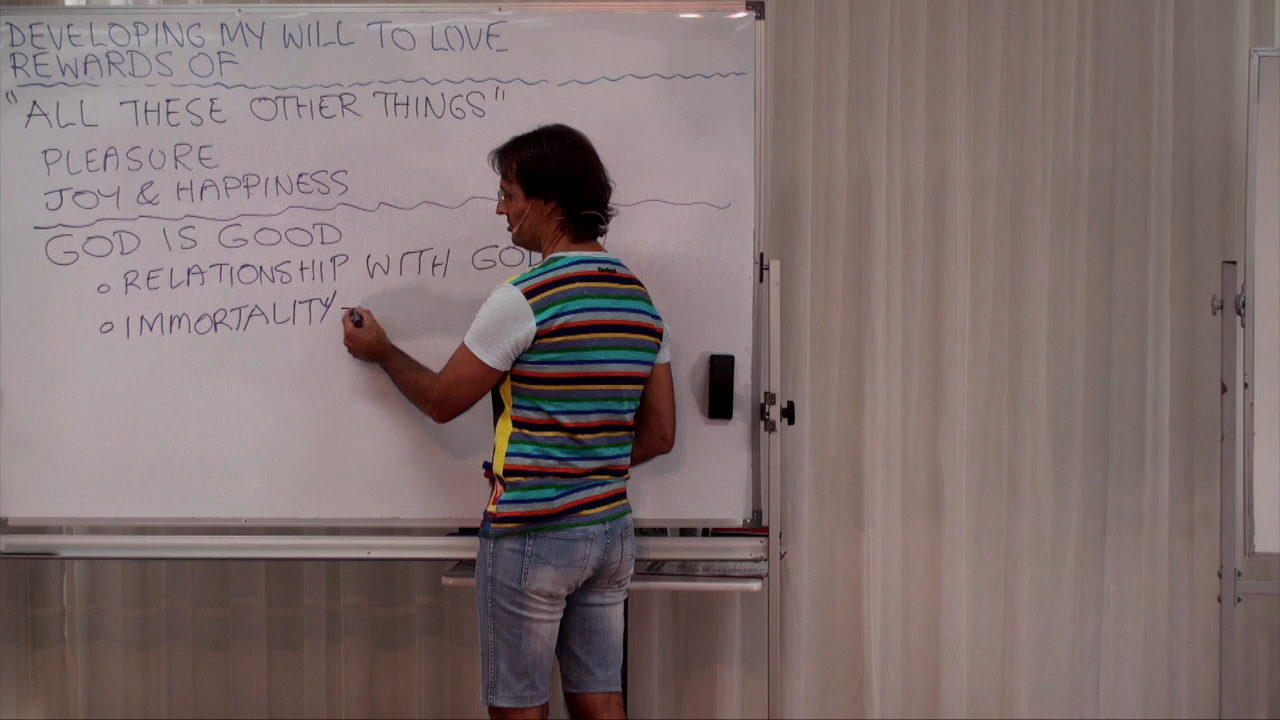 DEVELOPING MY WILL TO LOVE
REWARDS OF
"ALL THESE OTHER THINGS"
PLEASURE
JOY & HAPPINESS
GOD IS GOOD
○ RELATIONSHIP WITH GOD
○ IMMORTALITY -